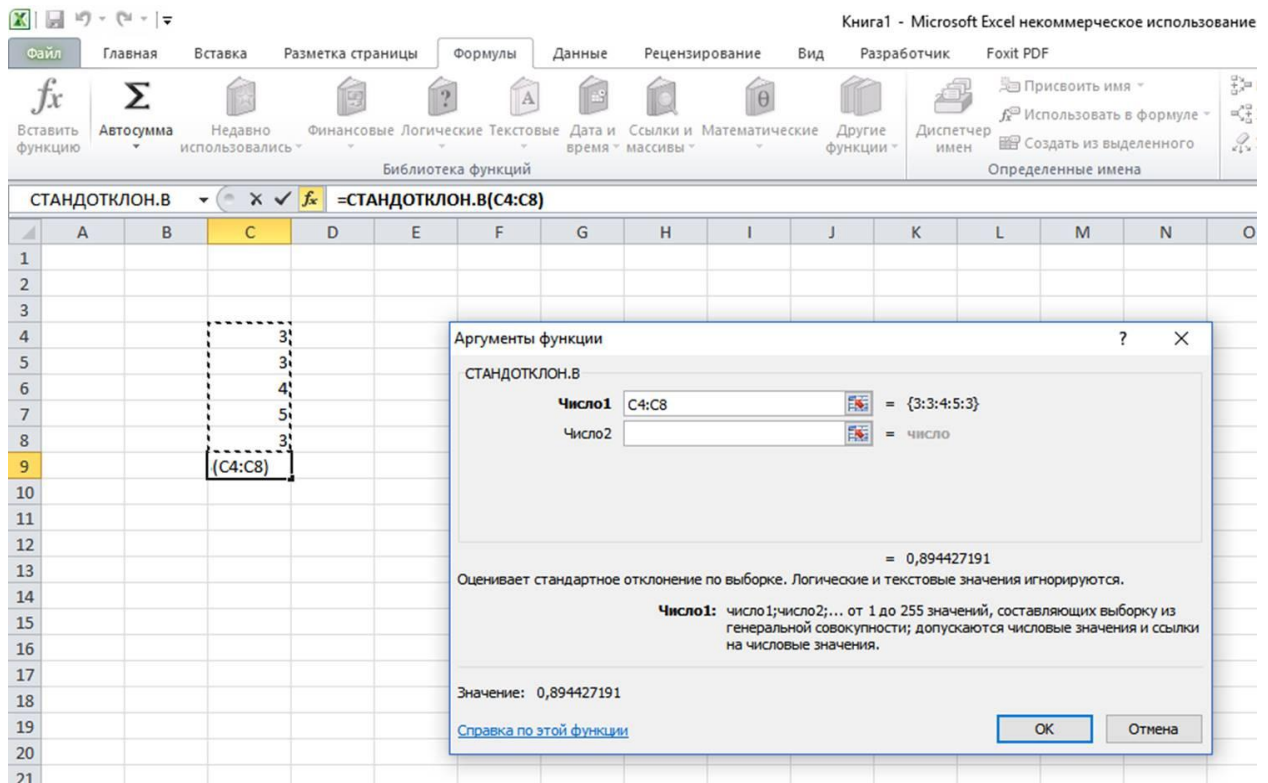 Книга1 - Microsoft Excel некоммерческое использование
Файл Главная Вставка Разметка страницы Формулы Данные Рецензирование Вид Разработчик Foxit PDF
fx Вставить функцию
Σ Автосумма
Недавно использовались
Финансовые Логические Текстовые Дата и время Ссылки и массивы Математические Другие функции
Диспетчер имен
Присвоить имя
Использовать в формуле
Создать из выделенного
Библиотека функций Определенные имена
СТАНДОТКЛОН.В fx =СТАНДОТКЛОН.В(C4:C8)
A B C D E F G H I J K L M N O
1
2
3
4 3
5 3
6 4
7 5
8 3
9 (C4:C8)
10
11
12
13
14
15
16
17
18
19
20
21
Аргументы функции ? X
СТАНДОТКЛОН.В
Число1 C4:C8 = {3:3:4:5:3}
Число2 = число
= 0,894427191
Оценивает стандартное отклонение по выборке. Логические и текстовые значения игнорируются.
Число1: число1;число2;... от 1 до 255 значений, составляющих выборку из
генеральной совокупности; допускаются числовые значения и ссылки
на числовые значения.
Значение: 0,894427191
Справка по этой функции
ОК Отмена